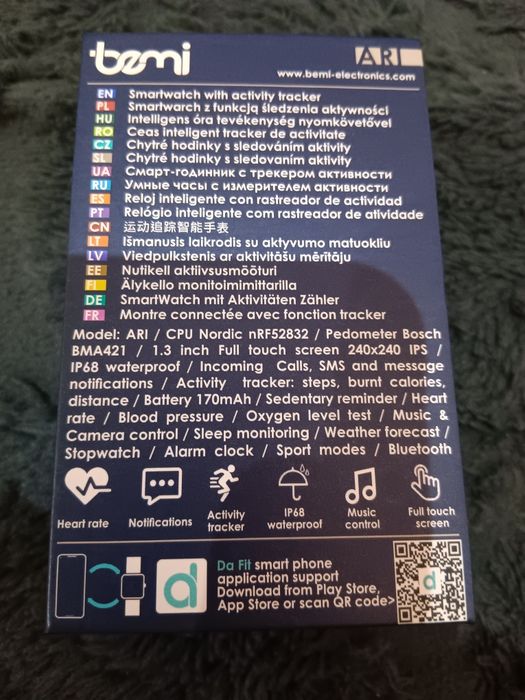 bemi
ARI
www.bemi-electronics.com
EN Smartwatch with activity tracker
PL Smartwarch z funkcją śledzenia aktywności
HU Intelligens óra tevékenység nyomkövetővel
RO Ceas inteligent tracker de activitate
CZ Chytré hodinky s sledováním aktivity
SL Chytré hodinky s sledovaním aktivity
UA Смарт-годинник с трекером активности
RU Умные часы с измерителем активности
ES Reloj inteligente con rastreador de actividad
PT Relógio inteligente com rastreador de atividade
CN 运动追踪智能手表
LT Išmanusis laikrodis su aktyvumo matuokliu
LV Viedpulkstenis ar aktivitāšu mērītāju
EE Nutikell aktiivsusmõõturi
FI Älykello monitoimimittarilla
DE SmartWatch mit Aktivitäten Zähler
FR Montre connectée avec fonction tracker
Model: ARI / CPU Nordic nRF52832 / Pedometer Bosch
BMA421 / 1.3 inch Full touch screen 240x240 IPS /
IP68 waterproof / Incoming Calls, SMS and message
notifications / Activity tracker: steps, burnt calories,
distance / Battery 170mAh / Sedentary reminder / Heart
rate / Blood pressure / Oxygen level test / Music &
Camera control / Sleep monitoring / Weather forecast /
Stopwatch / Alarm clock / Sport modes / Bluetooth
Heart rate
Notifications
Activity
tracker
IP68
waterproof
Music
control
Full touch
screen
d
Da Fit smart phone
application support
Download from Play Store,
App Store or scan QR code>
d